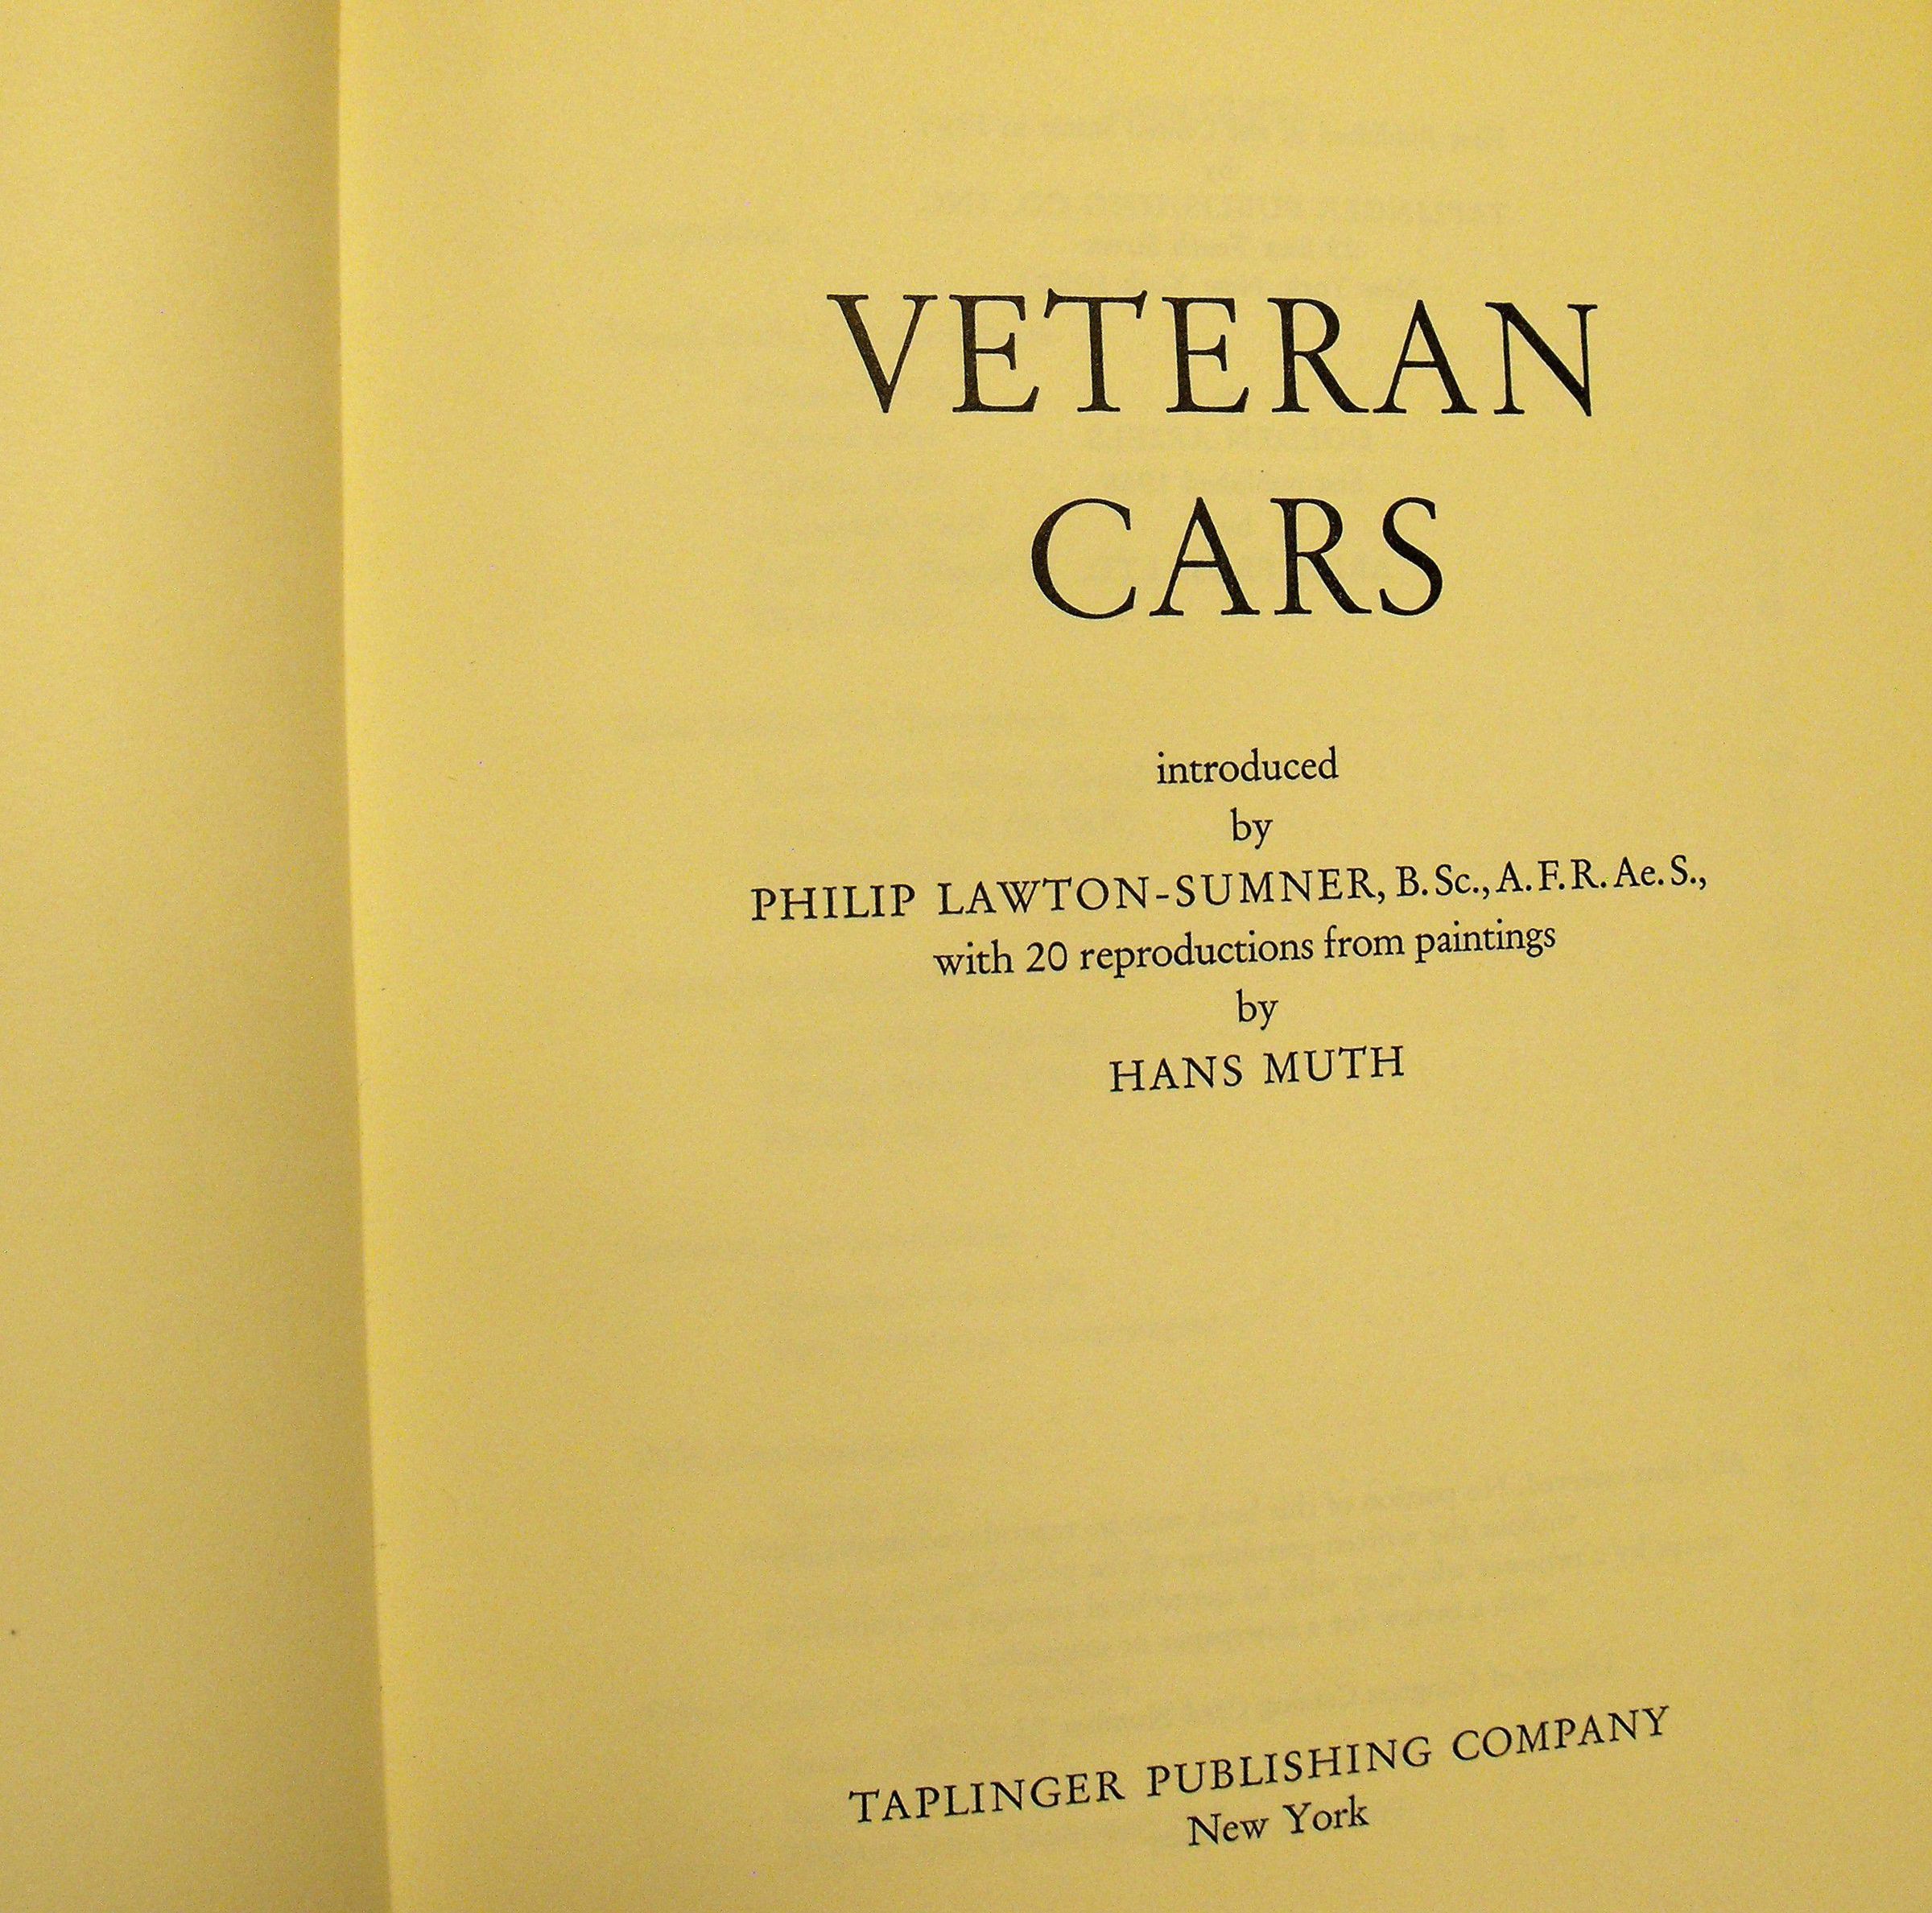 VETERAN
CARS
introduced
by
PHILIP LAWTON-SUMNER, B.Sc., A.F.R.Ae.S.,
with 20 reproductions from paintings
by
HANS MUTH
TAPLINGER PUBLISHING COMPANY
New York